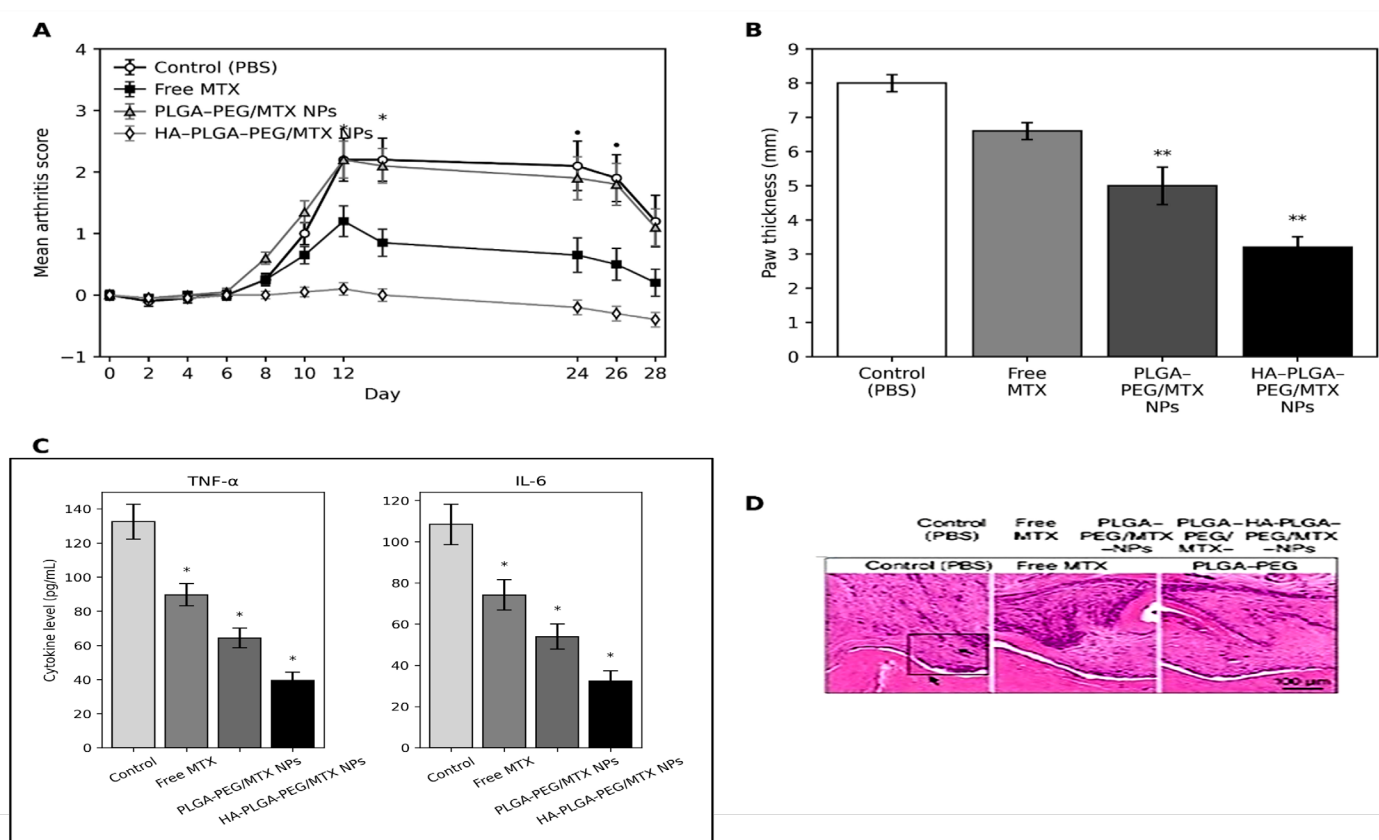 A
4
3
2
1
0
−1
Mean arthritis score
Control (PBS)
Free MTX
PLGA–PEG/MTX NPs
HA–PLGA–PEG/MTX NPs
*
*
•
•
0 2 4 6 8 10 12 24 26 28
Day
B
9
8
7
6
5
4
3
2
1
0
Paw thickness (mm)
**
**
Control
(PBS)
Free
MTX
PLGA–
PEG/MTX
NPs
HA–PLGA–
PEG/MTX
NPs
C
TNF-α
140
120
100
80
60
40
20
0
Cytokine level (pg/mL)
*
*
*
Control
Free MTX
PLGA-PEG/MTX NPs
HA-PLGA-PEG/MTX NPs
IL-6
120
100
80
60
40
20
0
*
*
*
Control
Free MTX
PLGA-PEG/MTX NPs
HA-PLGA-PEG/MTX NPs
D
Control Free PLGA– PLGA– HA-PLGA–
(PBS) MTX PEG/MTX PEG/ PEG/MTX
–NPs MTX– –NPs
Control (PBS) Free MTX PLGA–PEG
100 µm